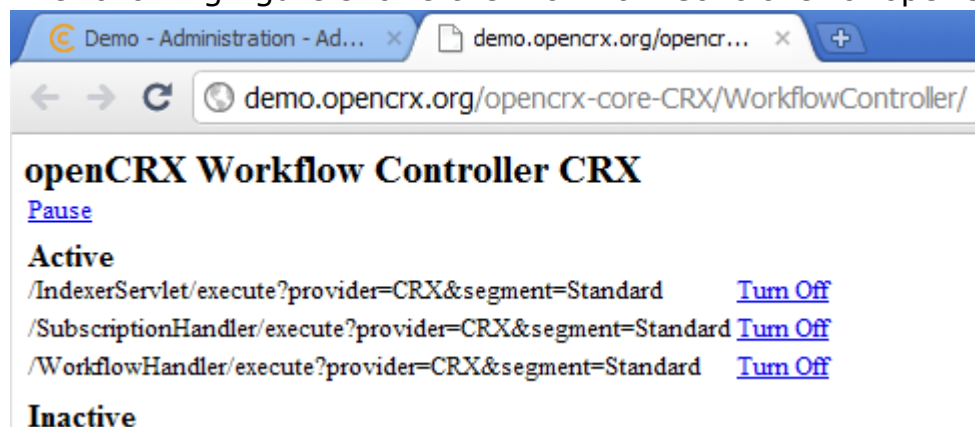 Demo - Administration - Ad...
demo.opencrx.org/opencr...
demo.opencrx.org/opencrx-core-CRX/WorkflowController/
openCRX Workflow Controller CRX
Pause
Active
/IndexerServlet/execute?provider=CRX&segment=Standard Turn Off
/SubscriptionHandler/execute?provider=CRX&segment=Standard Turn Off
/WorkflowHandler/execute?provider=CRX&segment=Standard Turn Off
Inactive